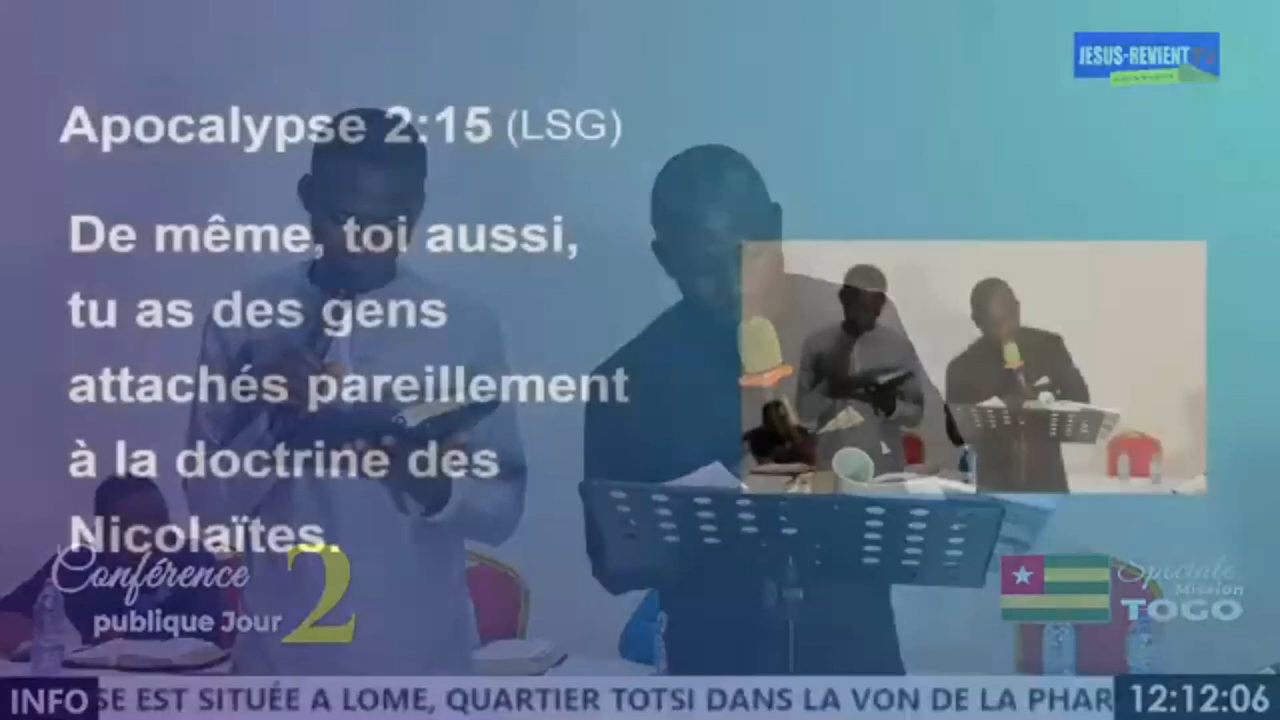 JESUS-REVIENT TV
Apocalypse 2:15 (LSG)
De même, toi aussi,
tu as des gens
attachés pareillement
à la doctrine des
Nicolaïtes.
Conférence
publique Jour 2
Spéciale
Mission
TOGO
INFO SE EST SITUÉE A LOME, QUARTIER TOTSI DANS LA VON DE LA PHAR 12:12:06